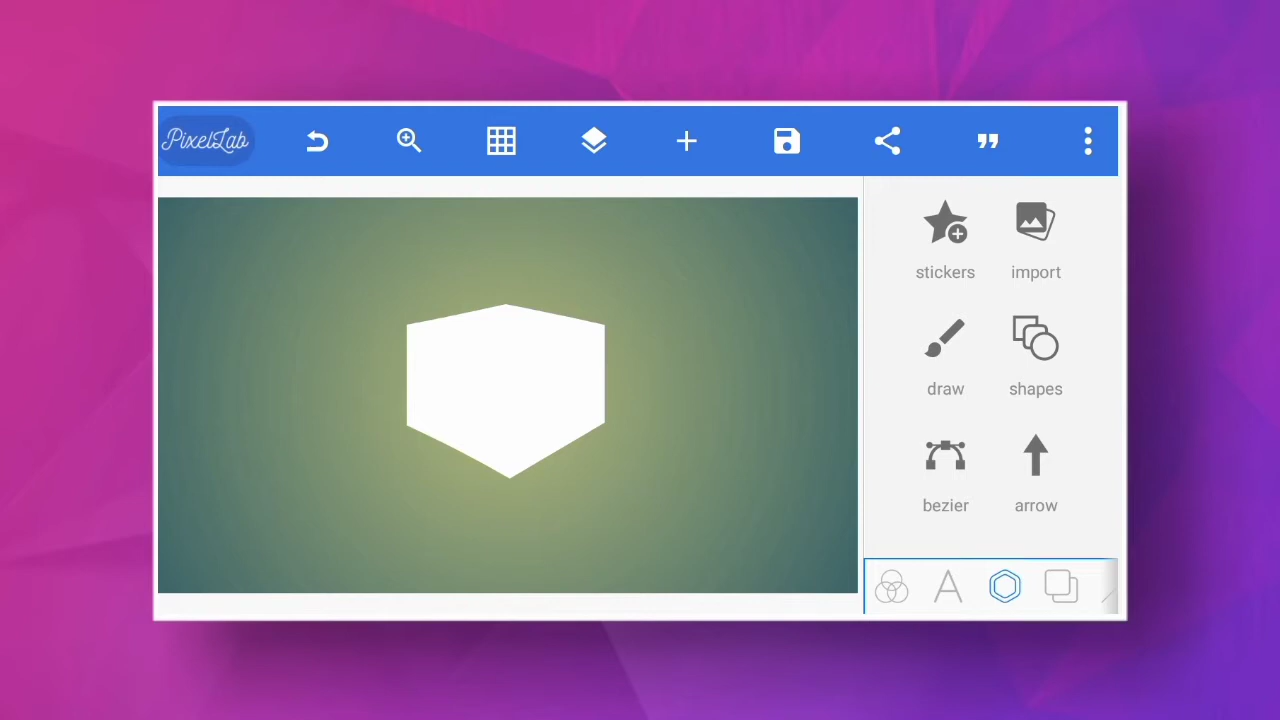 PixelLab
stickers
import
draw
shapes
bezier
arrow